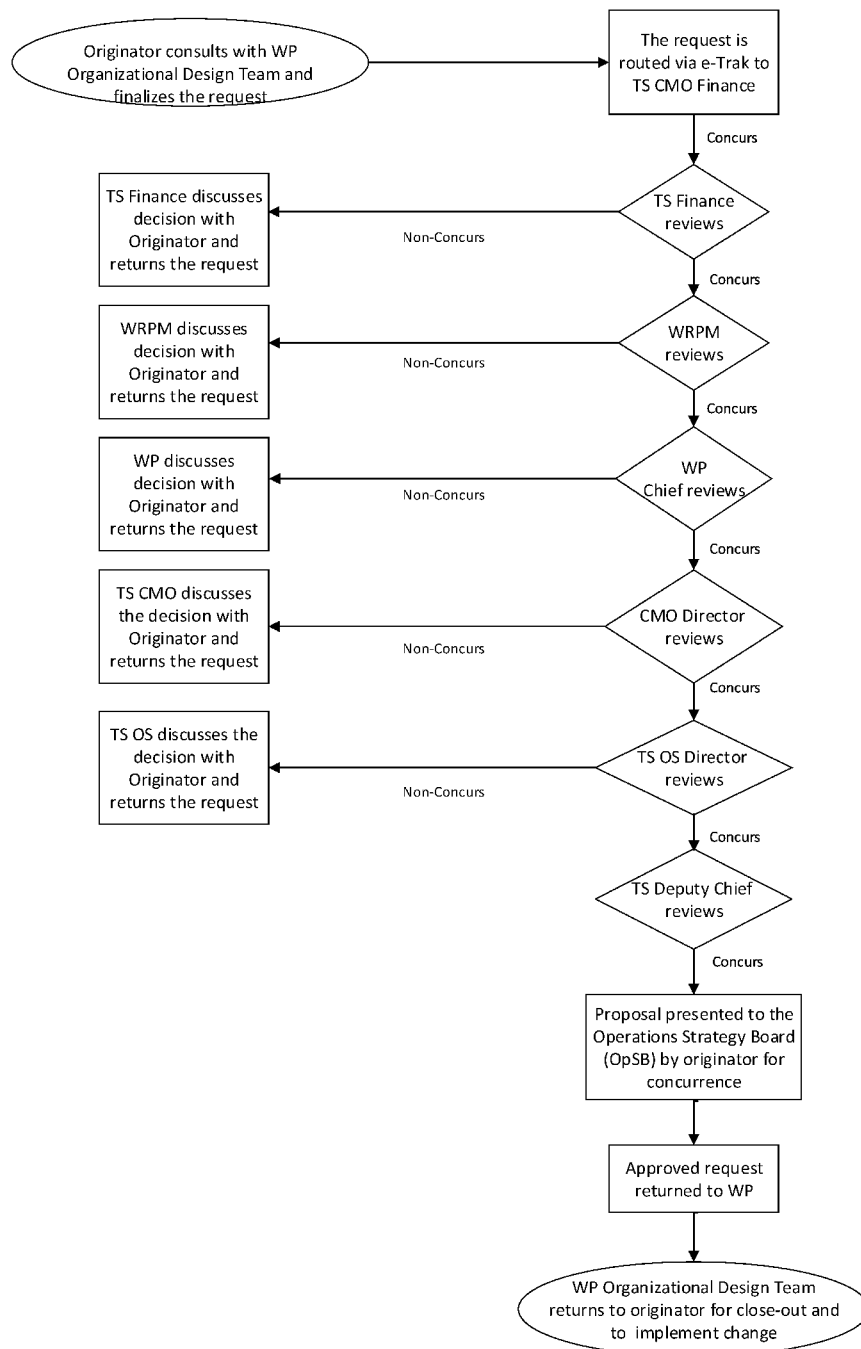 Originator consults with WP
Organizational Design Team and
finalizes the request
The request is
routed via e-Trak to
TS CMO Finance
Concurs
TS Finance discusses
decision with
Originator and
returns the request
Non-Concurs
TS Finance
reviews
Concurs
WRPM discusses
decision with
Originator and
returns the request
Non-Concurs
WRPM
reviews
Concurs
WP discusses
decision with
Originator and
returns the request
Non-Concurs
WP
Chief reviews
Concurs
TS CMO discusses
the decision with
Originator and
returns the request
Non-Concurs
CMO Director
reviews
Concurs
TS OS discusses the
decision with
Originator and
returns the request
Non-Concurs
TS OS Director
reviews
Concurs
TS Deputy Chief
reviews
Concurs
Proposal presented to the
Operations Strategy Board
(OpSB) by originator for
concurrence
Approved request
returned to WP
WP Organizational Design Team
returns to originator for close-out and
to implement change